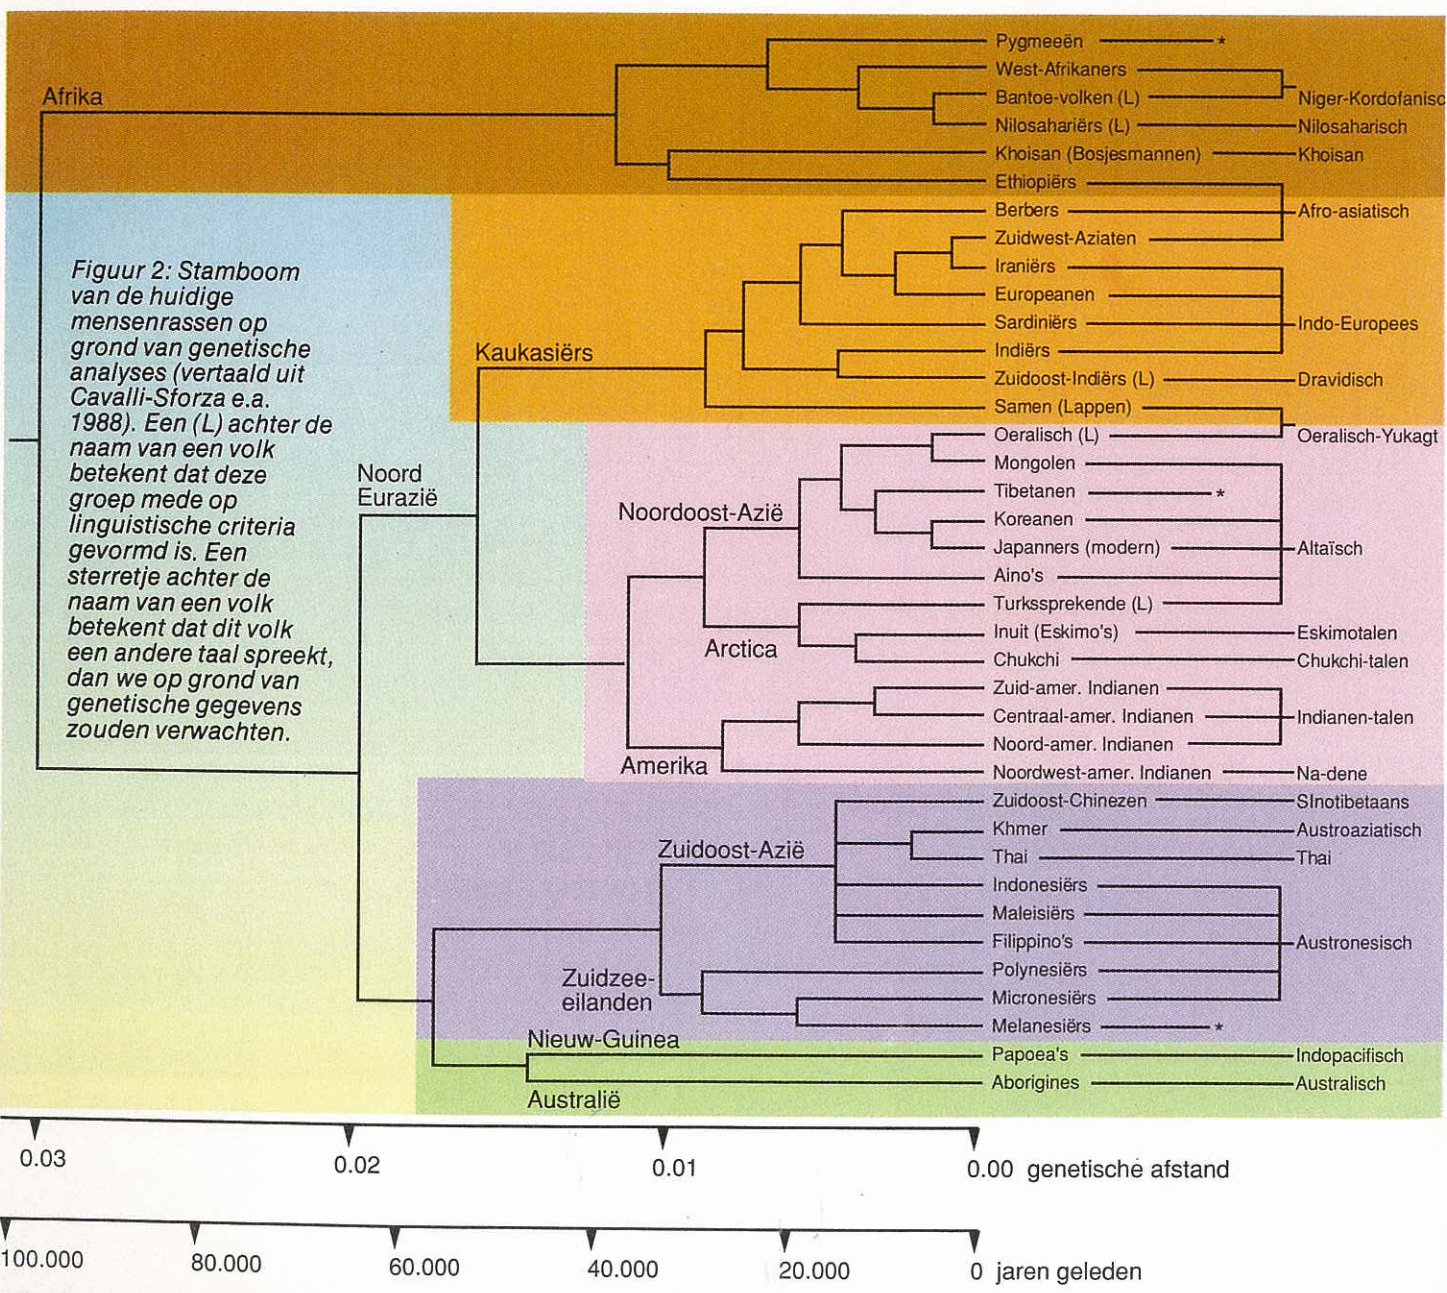 Pygmeeën *
West-Afrikaners
Bantoe-volken (L)
Niger-Kordofanisc
Nilosahariërs (L) Nilosaharisch
Khoisan (Bosjesmannen) Khoisan
Ethiopiërs
Berbers Afro-asiatisch
Zuidwest-Aziaten
Iraniërs
Europeanen
Sardiniërs Indo-Europees
Indiërs
Zuidoost-Indiërs (L) Dravidisch
Samen (Lappen)
Oeralisch (L) Oeralisch-Yukagt
Mongolen
Tibetanen *
Koreanen
Japanners (modern) Altaïsch
Aino's
Turkssprekende (L)
Inuit (Eskimo's) Eskimotalen
Chukchi Chukchi-talen
Zuid-amer. Indianen
Centraal-amer. Indianen Indianen-talen
Noord-amer. Indianen
Noordwest-amer. Indianen Na-dene
Zuidoost-Chinezen SInotibetaans
Khmer Austroaziatisch
Thai Thai
Indonesiërs
Maleisiërs
Filippino's Austronesisch
Polynesiërs
Micronesiërs
Melanesiërs *
Papoea's Indopacifisch
Aborigines Australisch
Afrika
Kaukasiërs
Noord
Eurazië
Noordoost-Azië
Arctica
Amerika
Zuidoost-Azië
Zuidzee-
eilanden
Nieuw-Guinea
Australië
Figuur 2: Stamboom
van de huidige
mensenrassen op
grond van genetische
analyses (vertaald uit
Cavalli-Sforza e.a.
1988). Een (L) achter de
naam van een volk
betekent dat deze
groep mede op
linguistische criteria
gevormd is. Een
sterretje achter de
naam van een volk
betekent dat dit volk
een andere taal spreekt,
dan we op grond van
genetische gegevens
zouden verwachten.
0.03 0.02 0.01 0.00 genetische afstand
100.000 80.000 60.000 40.000 20.000 0 jaren geleden